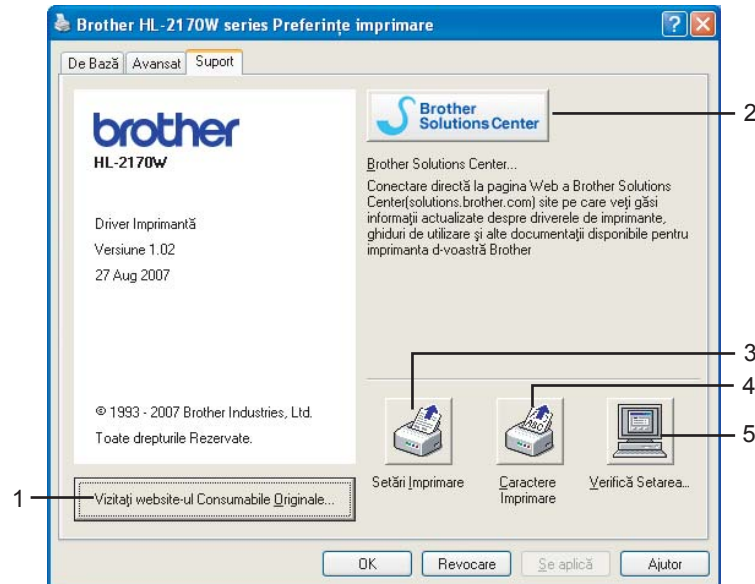 Brother HL-2170W series Preferințe imprimare
De Bază Avansat Suport
brother
HL-2170W
Driver Imprimantă
Versiune 1.02
27 Aug 2007
© 1993 - 2007 Brother Industries, Ltd.
Toate drepturile Rezervate.
1
Vizitați website-ul Consumabile Originale...
Brother
Solutions Center
2
Brother Solutions Center...
Conectare directă la pagina Web a Brother Solutions
Center(solutions.brother.com) site pe care veți găsi
informații actualizate despre driverele de imprimante,
ghiduri de utilizare și alte documentații disponibile pentru
imprimanta d-voastră Brother
3
4
5
ABC
Setări Imprimare
Caractere
Imprimare
Verifică Setarea...
OK Revocare Se aplică Ajutor